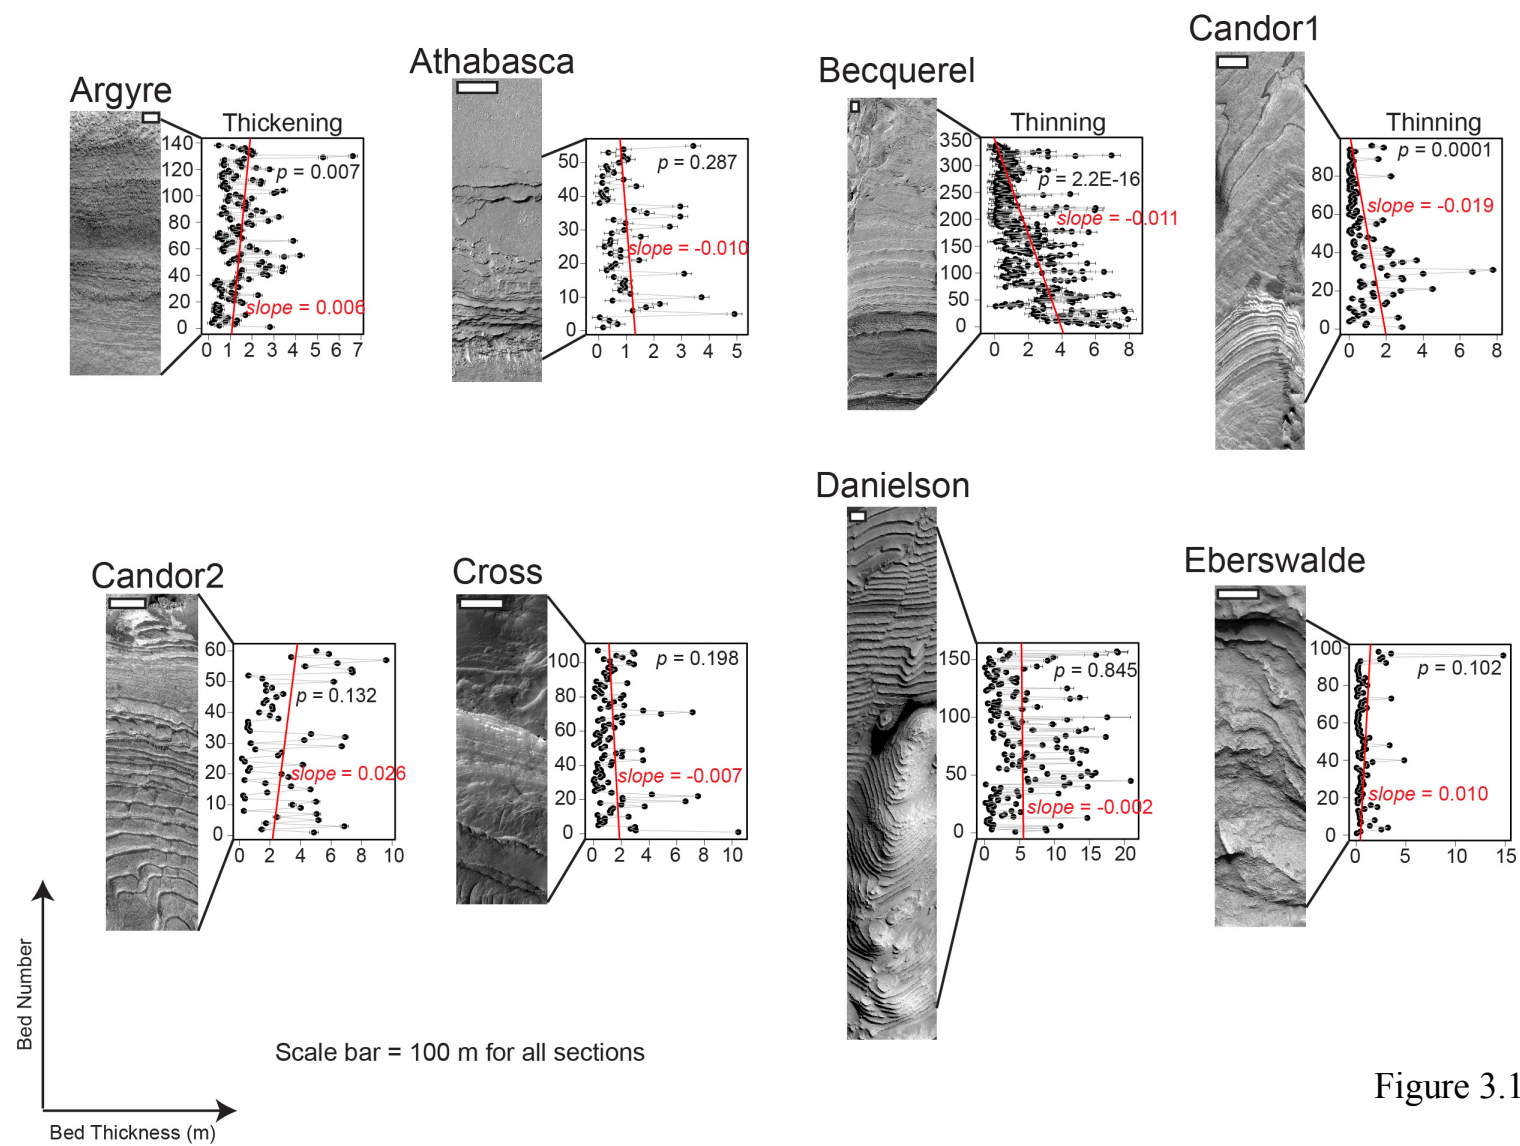 Argyre
Thickening
p = 0.007
slope = 0.006
140
120
100
80
60
40
20
0
0 1 2 3 4 5 6 7
Athabasca
p = 0.287
slope = -0.010
50
40
30
20
10
0
0 1 2 3 4 5
Becquerel
Thinning
p = 2.2E-16
slope = -0.011
350
300
250
200
150
100
50
0
0 2 4 6 8
Candor1
Thinning
p = 0.0001
slope = -0.019
80
60
40
20
0
0 2 4 6 8
Candor2
p = 0.132
slope = 0.026
60
50
40
30
20
10
0
0 2 4 6 8 10
Cross
p = 0.198
slope = -0.007
100
80
60
40
20
0
0 2 4 6 8 10
Danielson
p = 0.845
slope = -0.002
150
100
50
0
0 5 10 15 20
Eberswalde
p = 0.102
slope = 0.010
100
80
60
40
20
0
0 5 10 15
Bed Number
Bed Thickness (m)
Scale bar = 100 m for all sections
Figure 3.1